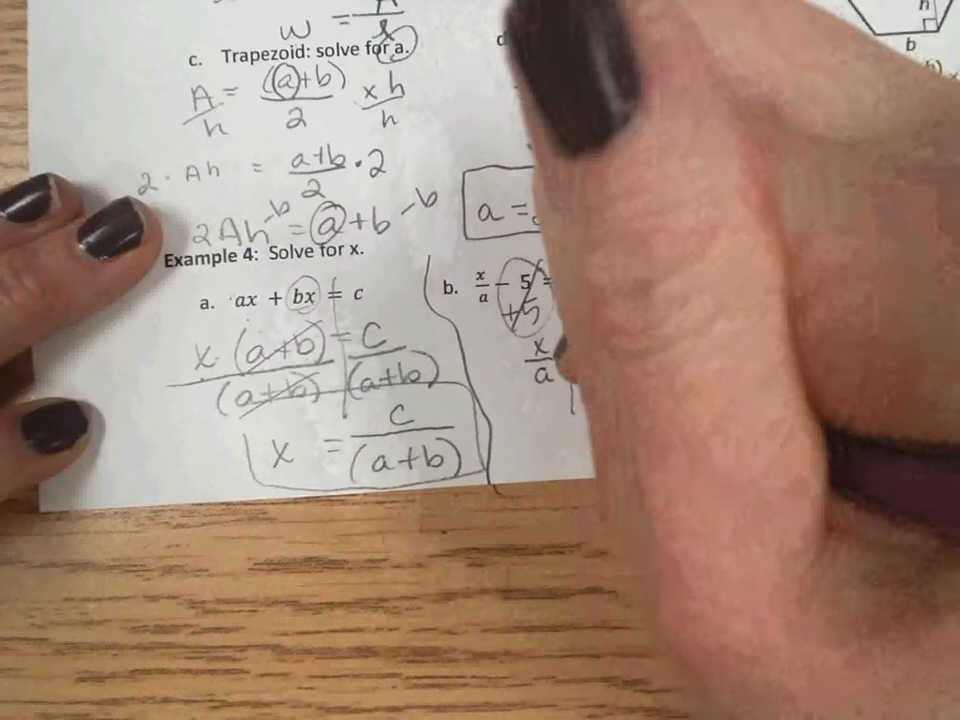 w = A/l
c. Trapezoid: solve for a.
A/h = (a+b)/2 × h/h
2 · Ah = a+b/2 · 2
2Ah -b = a+b -b
a =
Example 4: Solve for x.
a. ax + bx = c
x · (a+b)/(a+b) = c/(a+b)
x = c/(a+b)
b. x/a - 5 =
+5
x/a
h
b